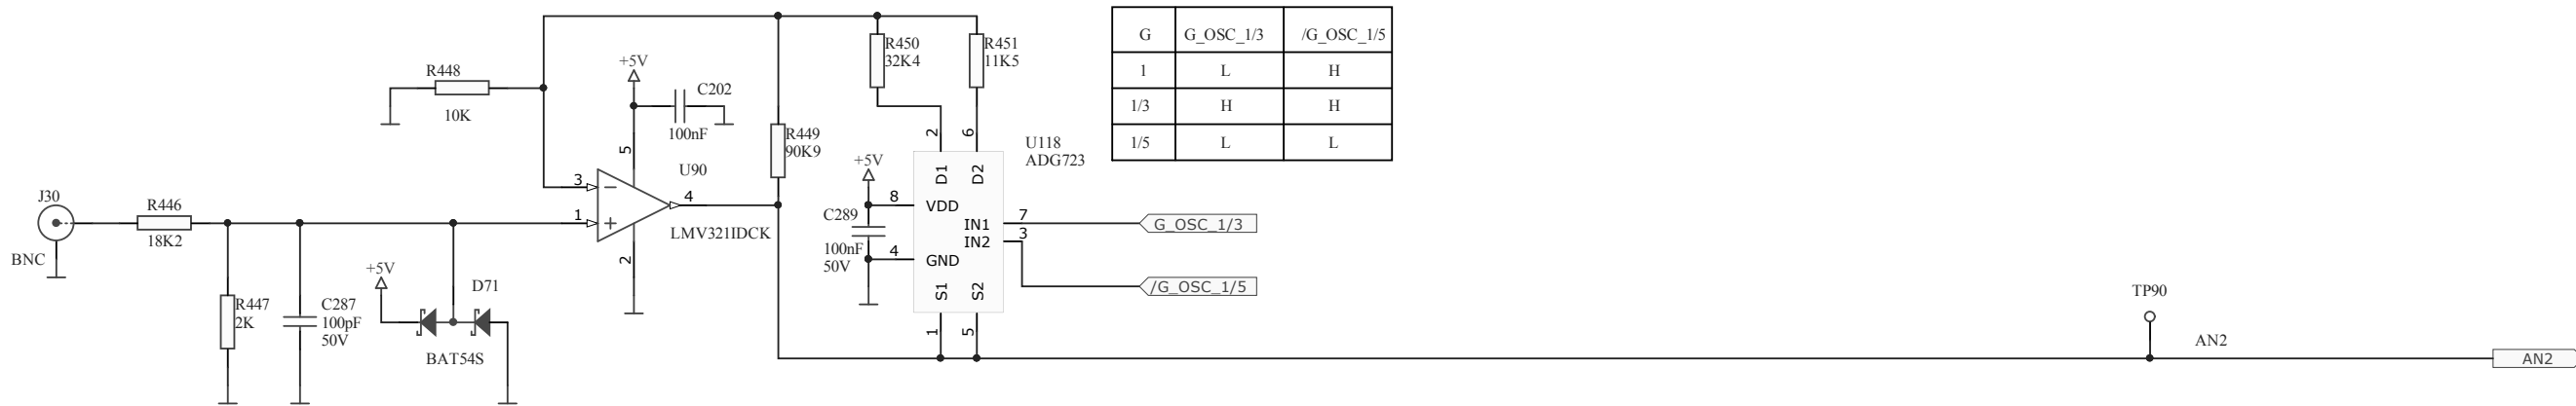 J30
BNC
R446
18K2
R447
2K
C287
100pF
50V
+5V
D71
BAT54S
R448
10K
+5V
C202
100nF
5
3
1
4
2
U90
LMV321IDCK
R449
90K9
R450
32K4
R451
11K5
+5V
C289
100nF
50V
2
6
D1
D2
U118
ADG723
8
VDD
4
GND
IN1
7
IN2
3
S1
S2
1
5
G_OSC_1/3
/G_OSC_1/5
G G_OSC_1/3 /G_OSC_1/5
1 L H
1/3 H H
1/5 L L
TP90
AN2
AN2